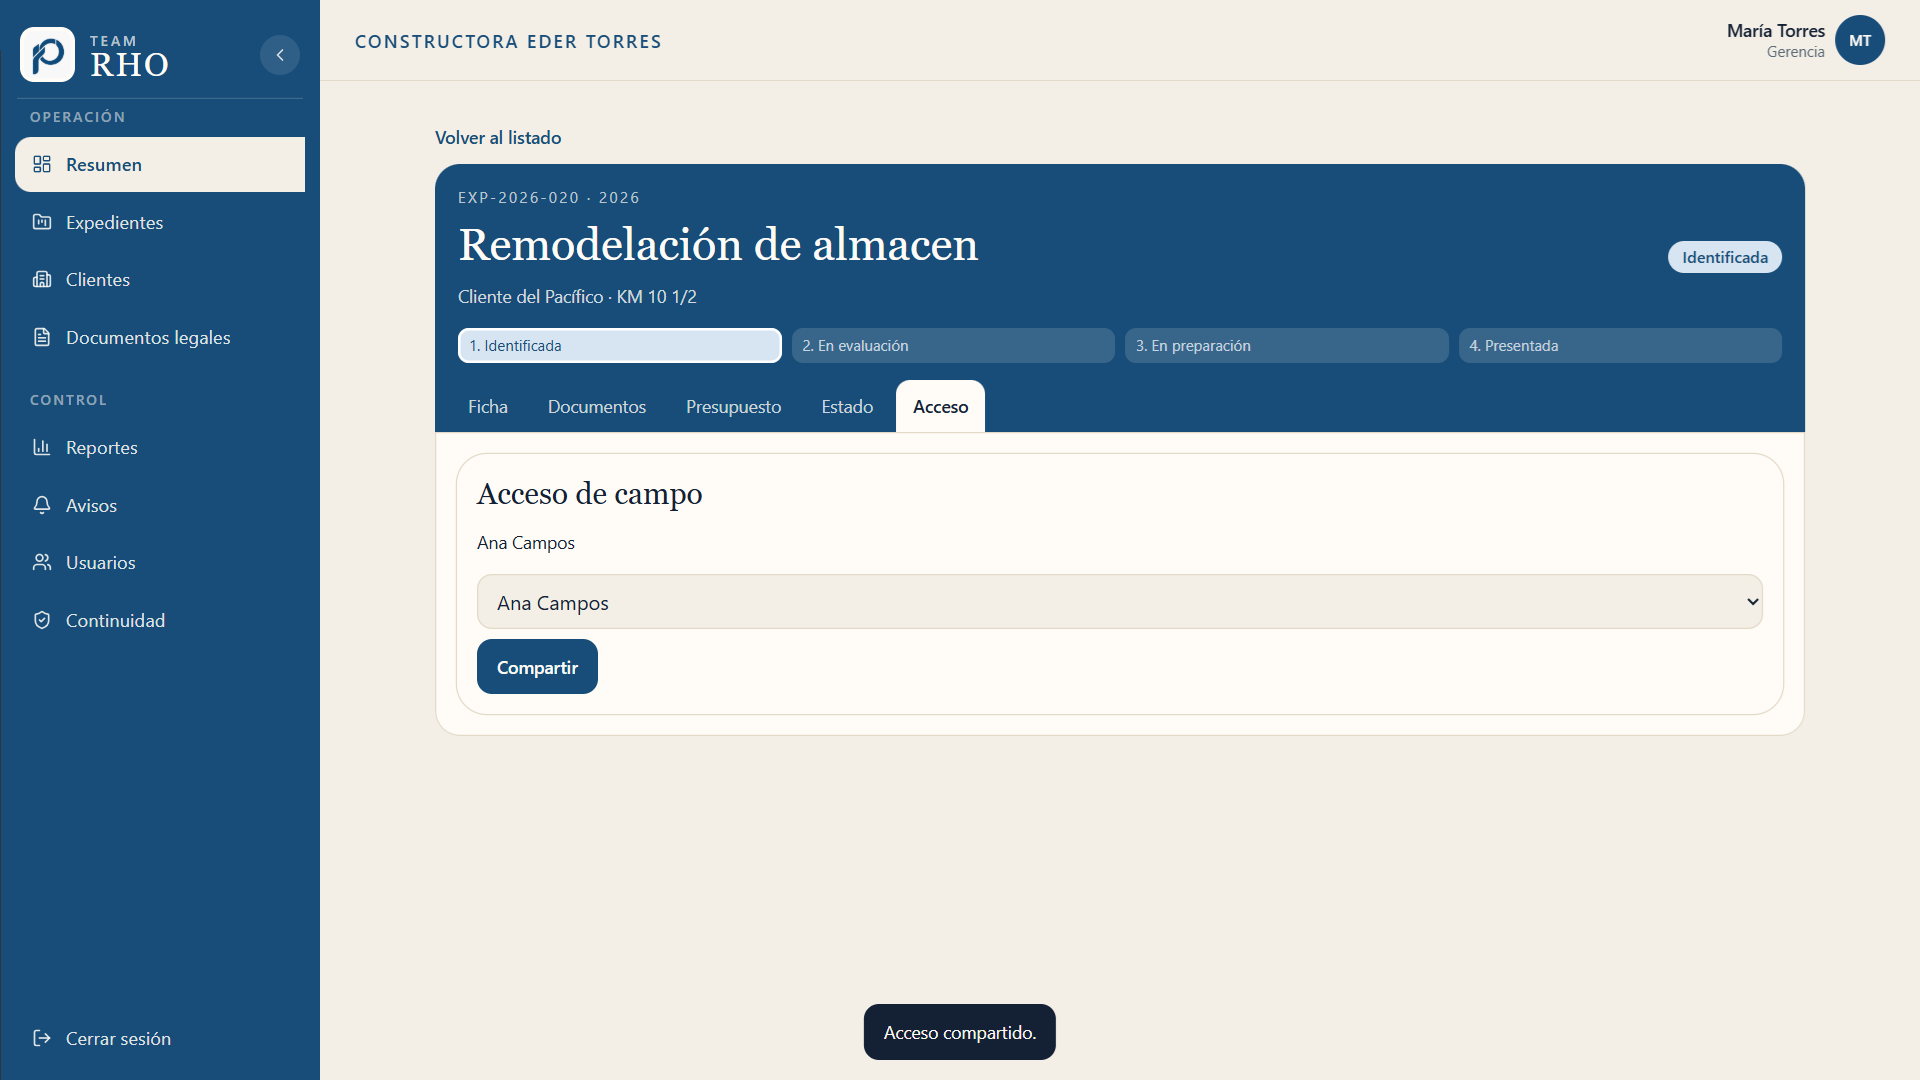 TEAM
RHO
OPERACIÓN
Resumen
Expedientes
Clientes
Documentos legales
CONTROL
Reportes
Avisos
Usuarios
Continuidad
Cerrar sesión
CONSTRUCTORA EDER TORRES
María Torres
Gerencia
MT
Volver al listado
EXP-2026-020 · 2026
Remodelación de almacen
Identificada
Cliente del Pacífico · KM 10 1/2
1. Identificada
2. En evaluación
3. En preparación
4. Presentada
Ficha
Documentos
Presupuesto
Estado
Acceso
Acceso de campo
Ana Campos
Ana Campos
Compartir
Acceso compartido.